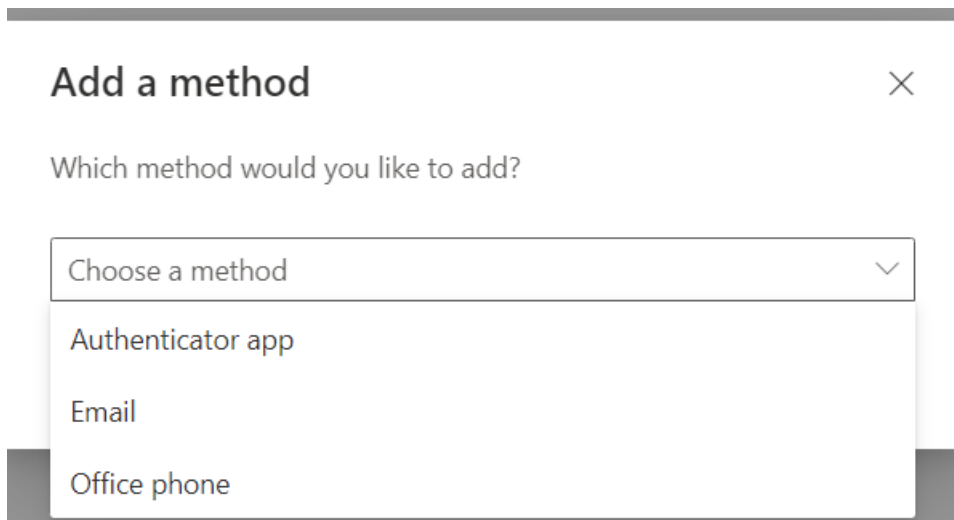 Add a method
Which method would you like to add?
Choose a method
Authenticator app
Email
Office phone